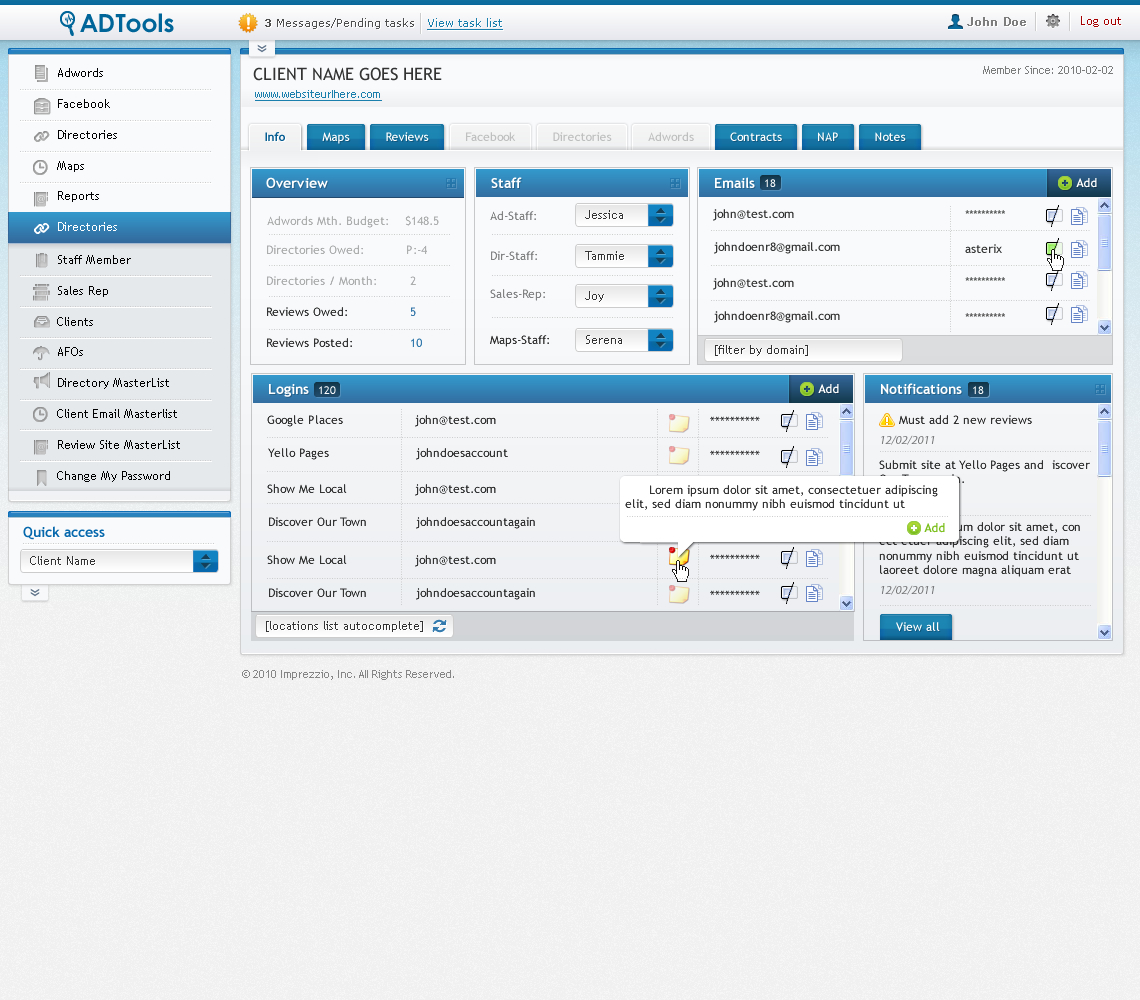 ADTools
3 Messages/Pending tasks
View task list
John Doe
Log out
Adwords
Facebook
Directories
Maps
Reports
Directories
Staff Member
Sales Rep
Clients
AFOs
Directory MasterList
Client Email Masterlist
Review Site MasterList
Change My Password
Quick access
Client Name
CLIENT NAME GOES HERE
www.websiteurlhere.com
Member Since: 2010-02-02
Info Maps Reviews Facebook Directories Adwords Contracts NAP Notes
Overview
Adwords Mth. Budget: $148.5
Directories Owed: P:-4
Directories / Month: 2
Reviews Owed: 5
Reviews Posted: 10
Staff
Ad-Staff: Jessica
Dir-Staff: Tammie
Sales-Rep: Joy
Maps-Staff: Serena
Emails 18 Add
john@test.com **********
johndoenr8@gmail.com asterix
john@test.com **********
johndoenr8@gmail.com **********
[filter by domain]
Logins 120 Add
Google Places john@test.com **********
Yello Pages johndoesaccount **********
Show Me Local john@test.com
Discover Our Town johndoesaccountagain
Show Me Local john@test.com **********
Discover Our Town johndoesaccountagain **********
[locations list autocomplete]
Lorem ipsum dolor sit amet, consectetuer adipiscing
elit, sed diam nonummy nibh euismod tincidunt ut
Add
Notifications 18
Must add 2 new reviews
12/02/2011
Submit site at Yello Pages and iscover
dolor sit amet, con
adipiscing elit, sed diam
nonummy nibh euismod tincidunt ut
laoreet dolore magna aliquam erat
12/02/2011
View all
© 2010 Imprezzio, Inc. All Rights Reserved.